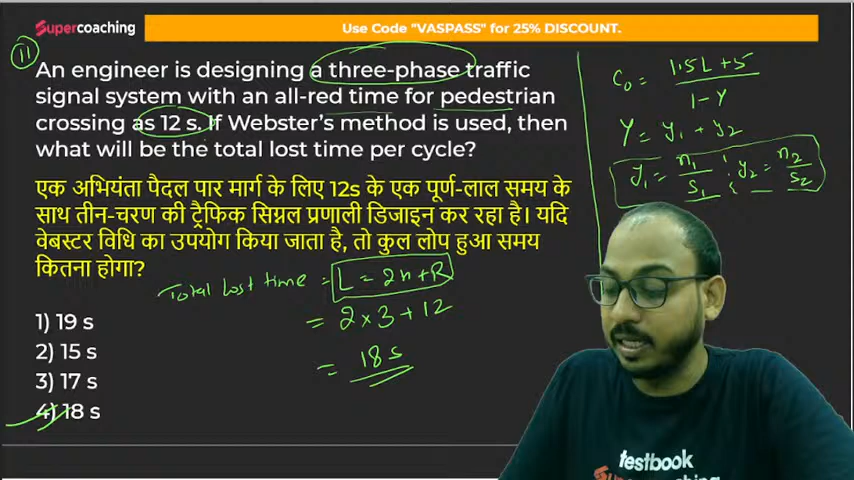 Supercoaching
Use Code "VASPASS" for 25% DISCOUNT.
11
An engineer is designing a three-phase traffic
signal system with an all-red time for pedestrian
crossing as 12 s. If Webster's method is used, then
what will be the total lost time per cycle?
एक अभियंता पैदल पार मार्ग के लिए 12s के एक पूर्ण-लाल समय के
साथ तीन-चरण की ट्रैफिक सिग्नल प्रणाली डिजाइन कर रहा है। यदि
वेबस्टर विधि का उपयोग किया जाता है, तो कुल लोप हुआ समय
कितना होगा?
Total Lost time = L = 2n+R
= 2 x 3 + 12
= 18 s
1) 19 s
2) 15 s
3) 17 s
4) 18 s
C₀ = 1.5L + 5
1 - Y
Y = y₁ + y₂
y₁ = n₁/s₁ ; y₂ = n₂/s₂
testbook
Supercoaching